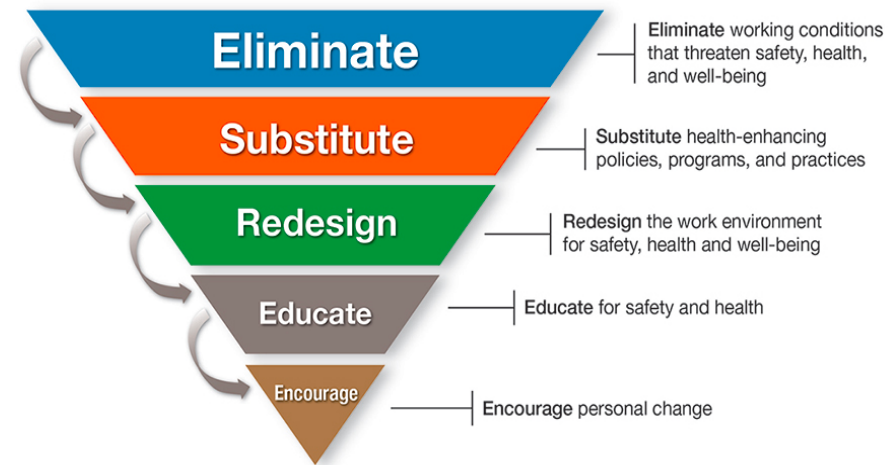 Eliminate
Eliminate working conditions
that threaten safety, health,
and well-being
Substitute
Substitute health-enhancing
policies, programs, and practices
Redesign
Redesign the work environment
for safety, health and well-being
Educate
Educate for safety and health
Encourage
Encourage personal change